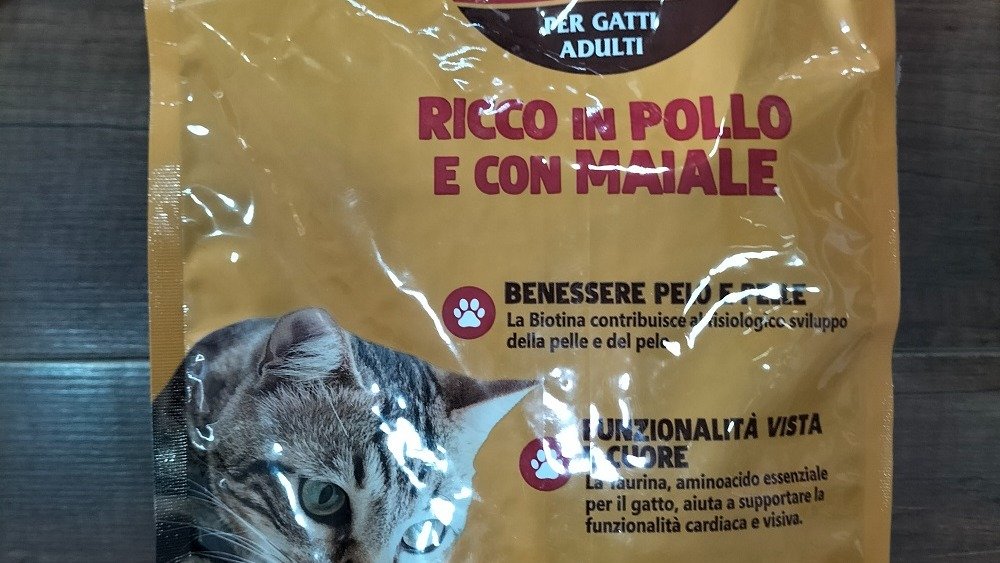 PER GATTI
ADULTI
RICCO IN POLLO
E CON MAIALE
BENESSERE PELO E PELLE
La Biotina contribuisce al fisiologico sviluppo
della pelle e del pelo.
FUNZIONALITÀ VISTA
E CUORE
La Taurina, aminoacido essenziale
per il gatto, aiuta a supportare la
funzionalità cardiaca e visiva.